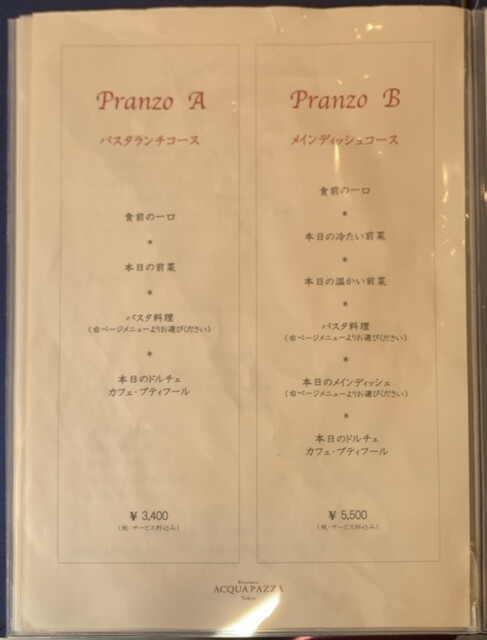 Pranzo A
パスタランチコース
食前の一口
*
本日の前菜
*
パスタ料理
(右ページメニューよりお選びください)
*
本日のドルチェ
カフェ・プティフール
¥ 3,400
(税・サービス料込み)
Pranzo B
メインディッシュコース
食前の一口
*
本日の冷たい前菜
*
本日の温かい前菜
*
パスタ料理
(右ページメニューよりお選びください)
*
本日のメインディッシュ
(右ページメニューよりお選びください)
*
本日のドルチェ
カフェ・プティフール
¥ 5,500
(税・サービス料込み)
Ristorante
ACQUA PAZZA
Tokyo